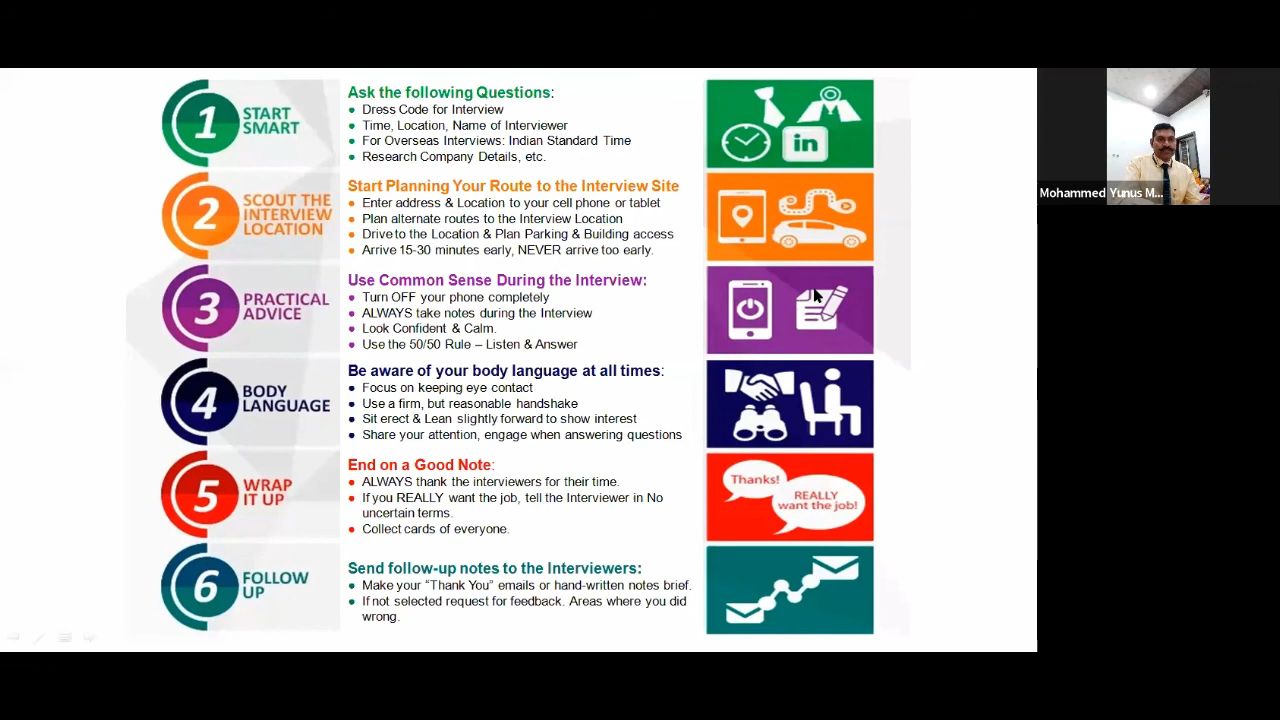 1
START
SMART
Ask the following Questions:
• Dress Code for Interview
• Time, Location, Name of Interviewer
• For Overseas Interviews: Indian Standard Time
• Research Company Details, etc.
in
2
SCOUT THE
INTERVIEW
LOCATION
Start Planning Your Route to the Interview Site
• Enter address & Location to your cell phone or tablet
• Plan alternate routes to the Interview Location
• Drive to the Location & Plan Parking & Building access
• Arrive 15-30 minutes early, NEVER arrive too early.
3
PRACTICAL
ADVICE
Use Common Sense During the Interview:
• Turn OFF your phone completely
• ALWAYS take notes during the Interview
• Look Confident & Calm.
• Use the 50/50 Rule – Listen & Answer
4
BODY
LANGUAGE
Be aware of your body language at all times:
• Focus on keeping eye contact
• Use a firm, but reasonable handshake
• Sit erect & Lean slightly forward to show interest
• Share your attention, engage when answering questions
5
WRAP
IT UP
End on a Good Note:
• ALWAYS thank the interviewers for their time.
• If you REALLY want the job, tell the Interviewer in No
uncertain terms.
• Collect cards of everyone.
Thanks!
REALLY
want the job!
6
FOLLOW
UP
Send follow-up notes to the Interviewers:
• Make your “Thank You” emails or hand-written notes brief.
• If not selected request for feedback. Areas where you did
wrong.
Mohammed Yunus M...